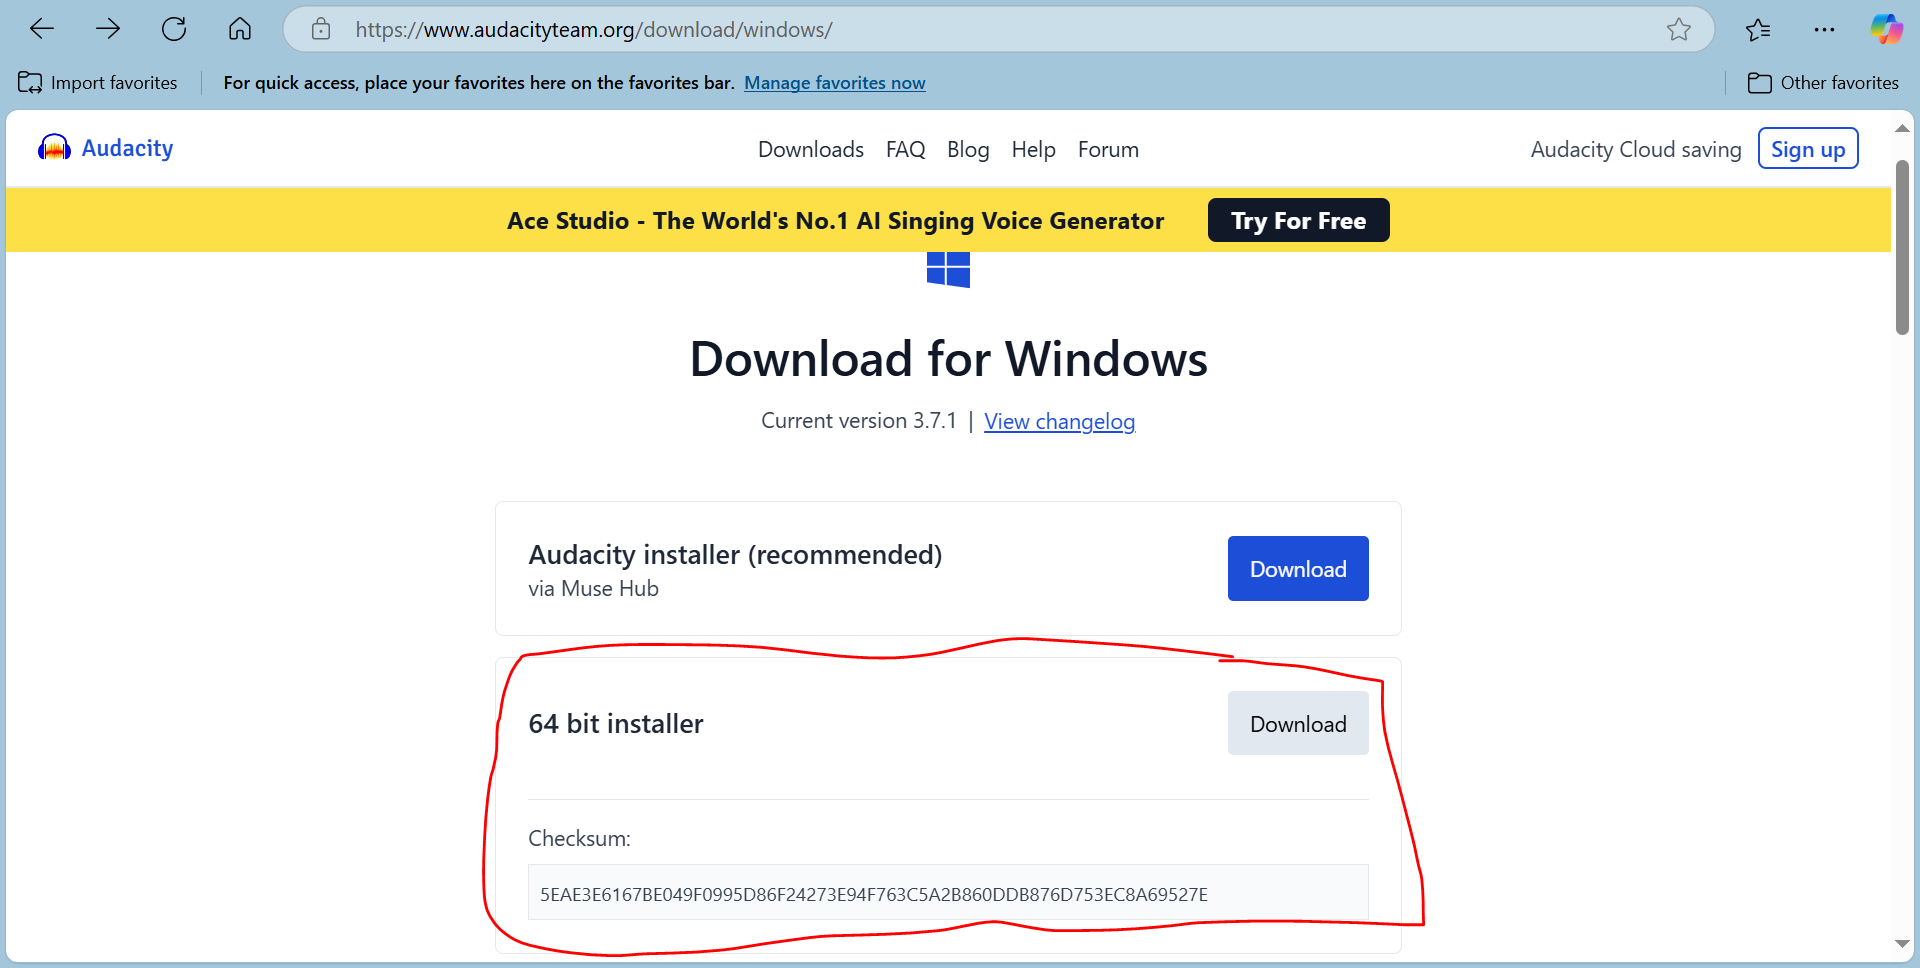 https://www.audacityteam.org/download/windows/
Import favorites
For quick access, place your favorites here on the favorites bar. Manage favorites now
Other favorites
Audacity
Downloads FAQ Blog Help Forum
Audacity Cloud saving Sign up
Ace Studio - The World's No.1 AI Singing Voice Generator Try For Free
Download for Windows
Current version 3.7.1 | View changelog
Audacity installer (recommended)
via Muse Hub
Download
64 bit installer
Download
Checksum:
5EAE3E6167BE049F0995D86F24273E94F763C5A2B860DDB876D753EC8A69527E